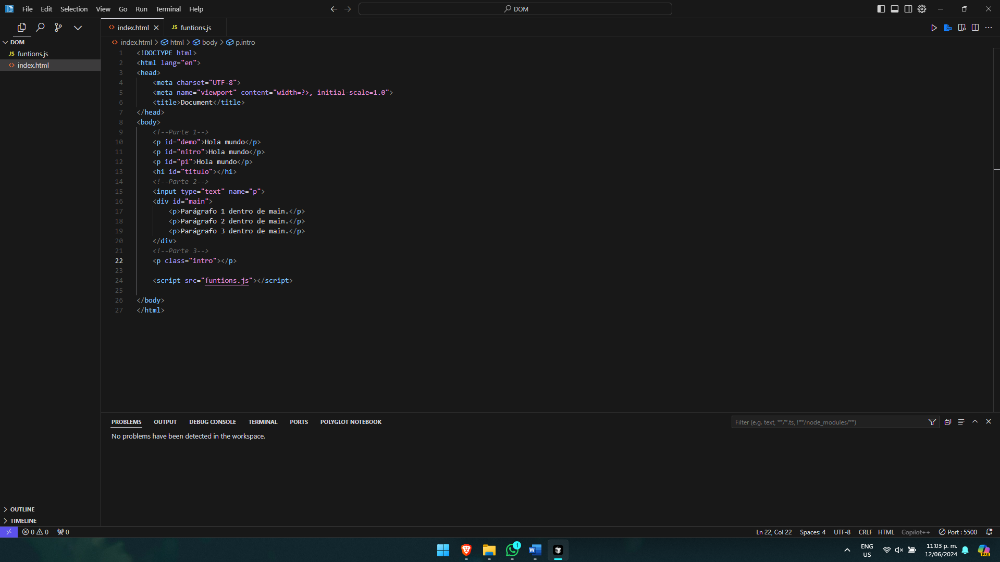 File Edit Selection View Go Run Terminal Help
DOM
index.html
JS funtions.js
DOM
JS funtions.js
index.html
index.html > html > body > p.intro
1 <!DOCTYPE html>
2 <html lang="en">
3 <head>
4 <meta charset="UTF-8">
5 <meta name="viewport" content="width=?>, initial-scale=1.0">
6 <title>Document</title>
7 </head>
8 <body>
9 <!--Parte 1-->
10 <p id="demo">Hola mundo</p>
11 <p id="nitro">Hola mundo</p>
12 <p id="p1">Hola mundo</p>
13 <h1 id="titulo"></h1>
14 <!--Parte 2-->
15 <input type="text" name="p">
16 <div id="main">
17 <p>Parágrafo 1 dentro de main.</p>
18 <p>Parágrafo 2 dentro de main.</p>
19 <p>Parágrafo 3 dentro de main.</p>
20 </div>
21 <!--Parte 3-->
22 <p class="intro"></p>
23
24 <script src="funtions.js"></script>
25
26 </body>
27 </html>
PROBLEMS OUTPUT DEBUG CONSOLE TERMINAL PORTS POLYGLOT NOTEBOOK
Filter (e.g. text, **/*.ts, !**/node_modules/**)
No problems have been detected in the workspace.
OUTLINE
TIMELINE
0 0 0
Ln 22, Col 22 Spaces: 4 UTF-8 CRLF HTML Copilot++ Port : 5500
1
W
ENG
US
11:03 p. m.
12/06/2024
PRE